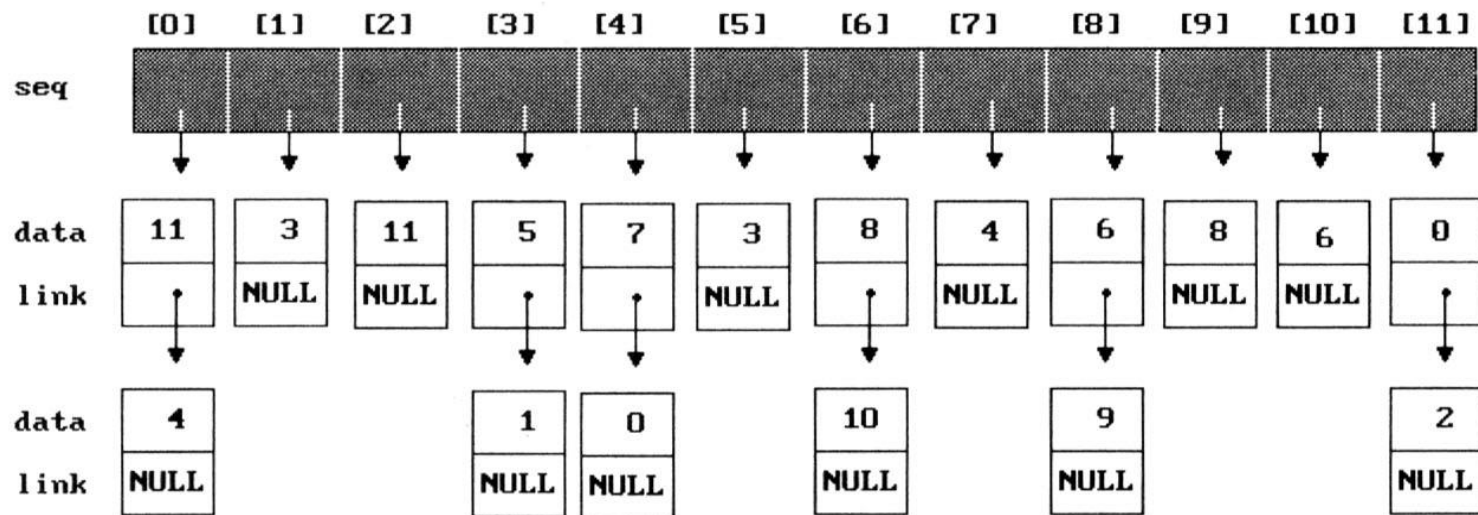 [0] [1] [2] [3] [4] [5] [6] [7] [8] [9] [10] [11]
seq
data 11 3 11 5 7 3 8 4 6 8 6 0
link NULL NULL NULL NULL NULL NULL
data 4 1 0 10 9 2
link NULL NULL NULL NULL NULL NULL